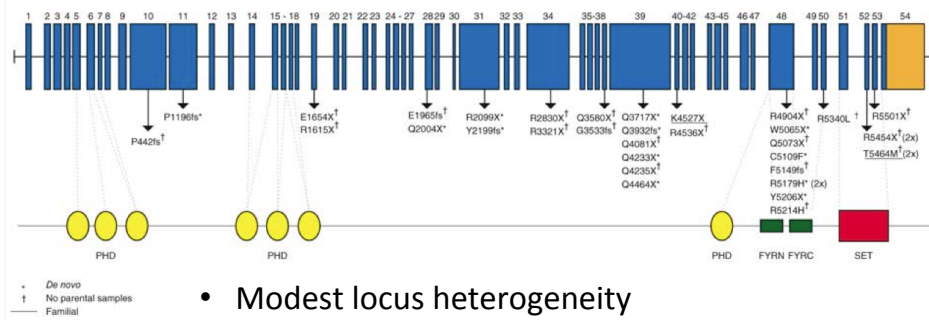 1 2 3 4 5 6 7 8 9 10 11 12 13 14 15 - 18 19 20 21 22 23 24 - 27 28 29 30 31 32 33 34 35-38 39 40-42 43-45 46 47 48 49 50 51 52 53 54
P442fs†
P1196fs*
E1654X†
R1615X†
E1965fs†
Q2004X*
R2099X*
Y2199fs*
R2830X†
R3321X†
Q3580X†
G3533fs†
Q3717X*
Q3932fs*
Q4081X†
Q4233X*
Q4235X†
Q4464X*
K4527X
R4536X†
R4904X†
W5065X*
Q5073X†
C5109F*
F5149fs†
R5179H* (2x)
Y5206X*
R5214H†
R5340L †
R5501X†
R5454X†(2x)
T5464M†(2x)
PHD PHD PHD FYRN FYRC SET
* De novo
† No parental samples
Familial
• Modest locus heterogeneity